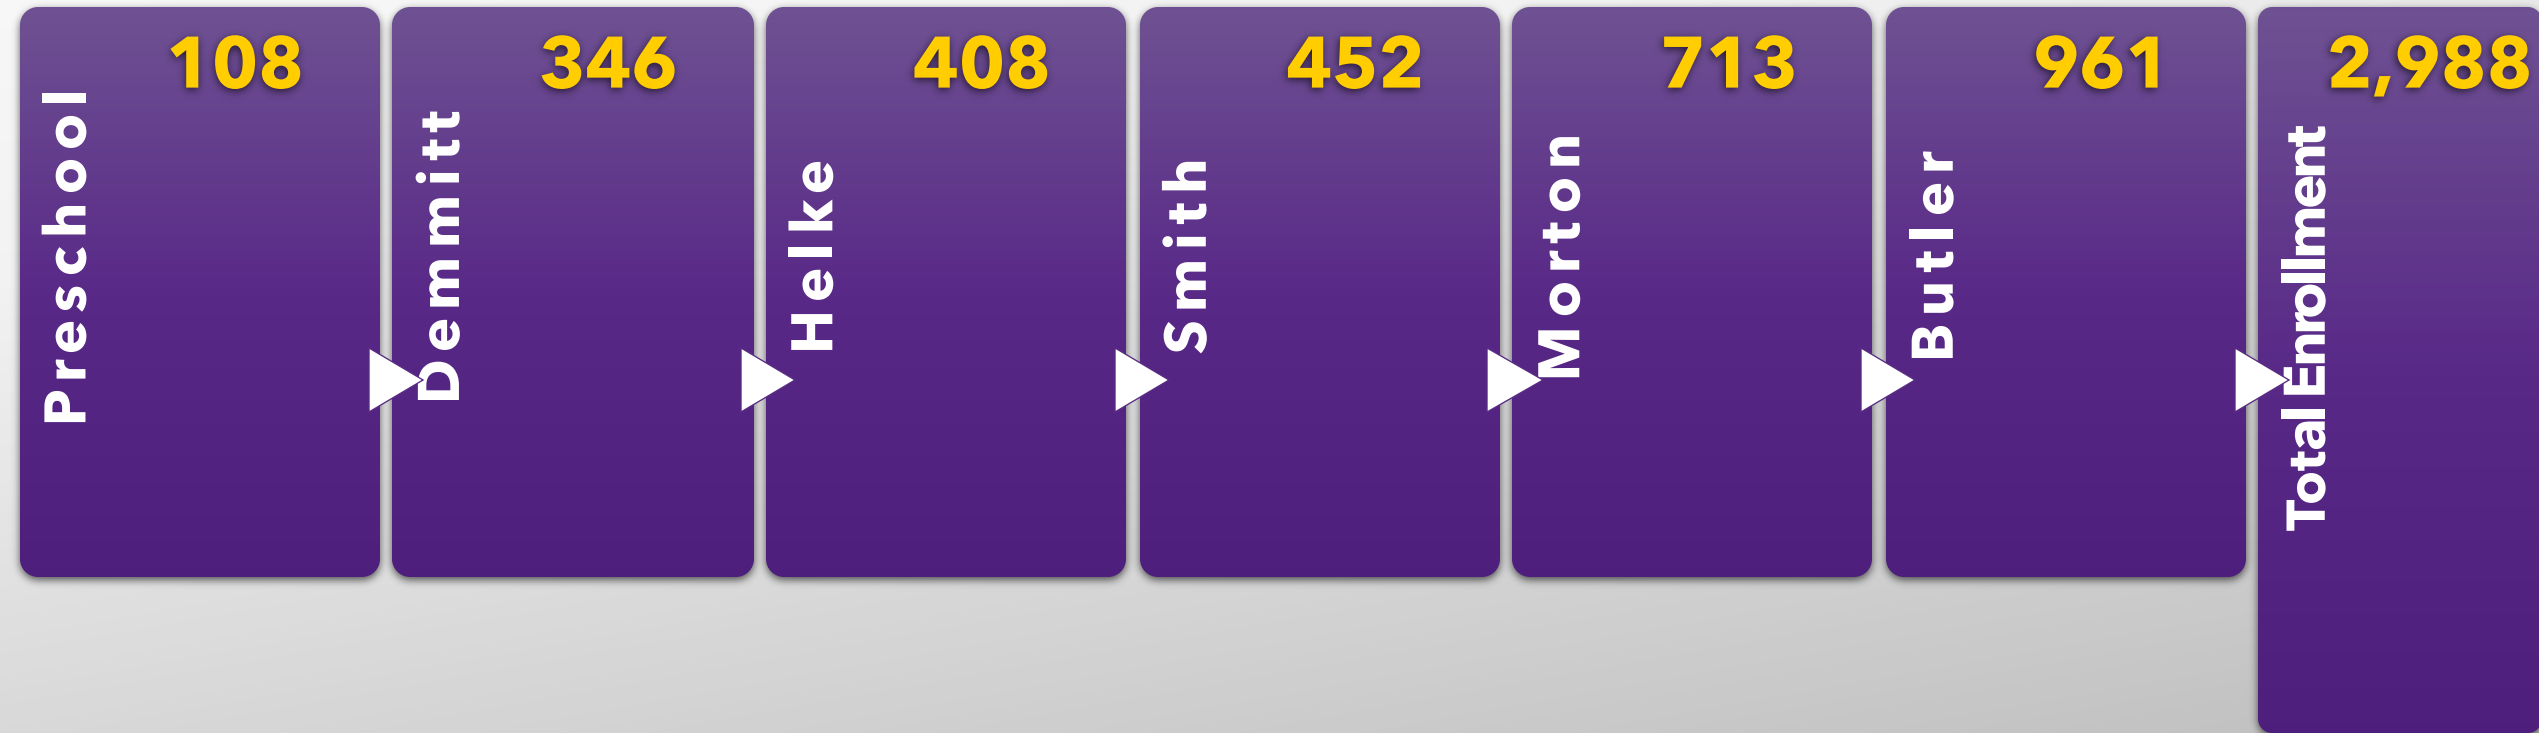 108
Preschool
346
Demmitt
408
Helke
452
Smith
713
Morton
961
Butler
2,988
Total Enrollment